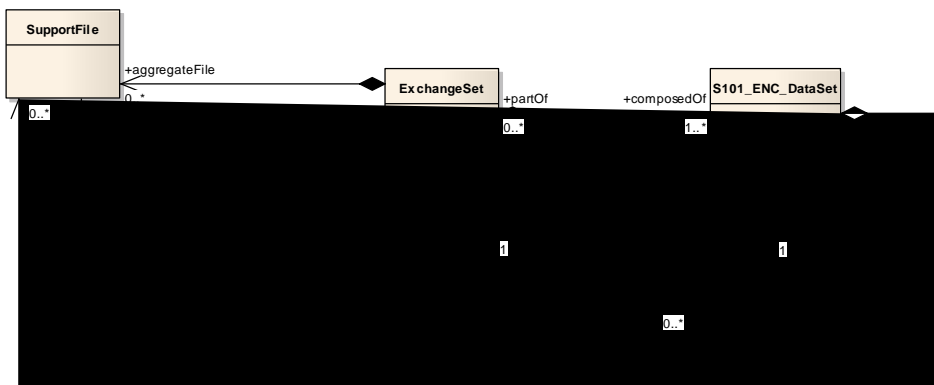 SupportFile
+aggregateFile
0..*
0..*
ExchangeSet
+partOf
0..*
+composedOf
1..*
S101_ENC_DataSet
1
1
0..*